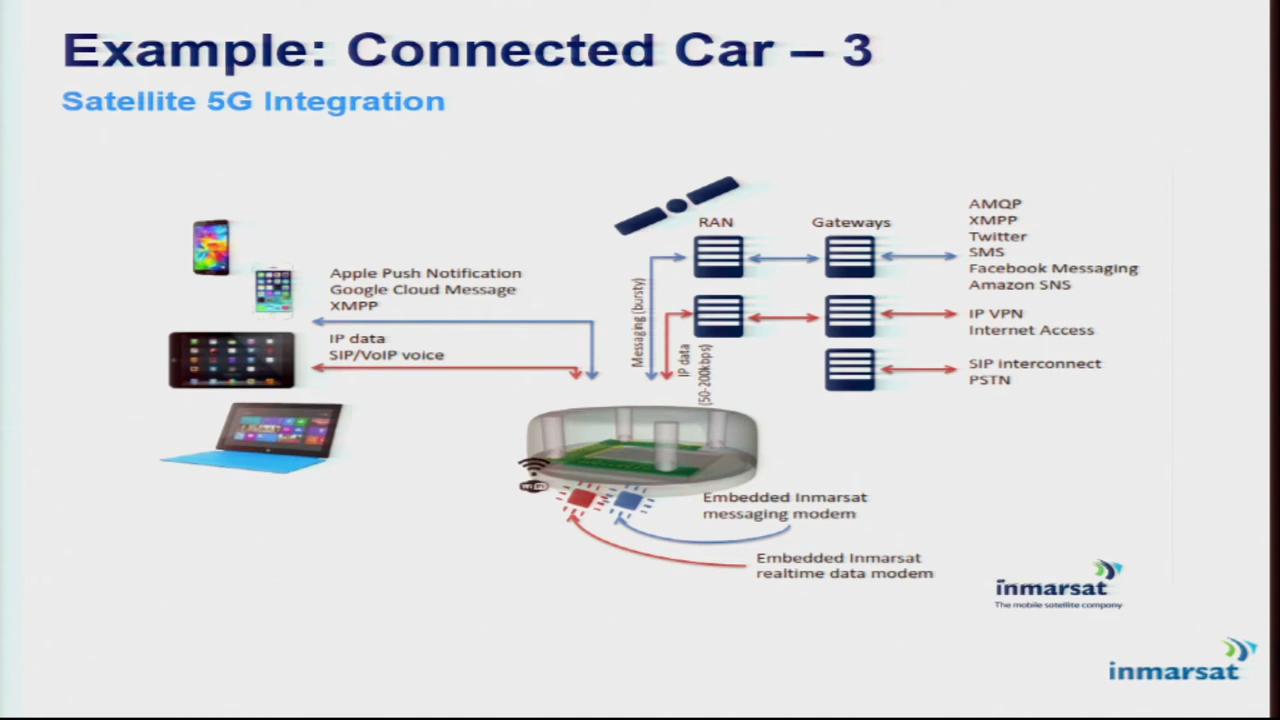 Example: Connected Car – 3
Satellite 5G Integration
RAN
Gateways
AMQP
XMPP
Twitter
SMS
Facebook Messaging
Amazon SNS
Apple Push Notification
Google Cloud Message
XMPP
Messaging (bursty)
IP VPN
Internet Access
IP data
SIP/VoIP voice
IP data
(50-200kbps)
SIP interconnect
PSTN
WiFi
Embedded Inmarsat
messaging modem
Embedded Inmarsat
realtime data modem
inmarsat
The mobile satellite company
inmarsat